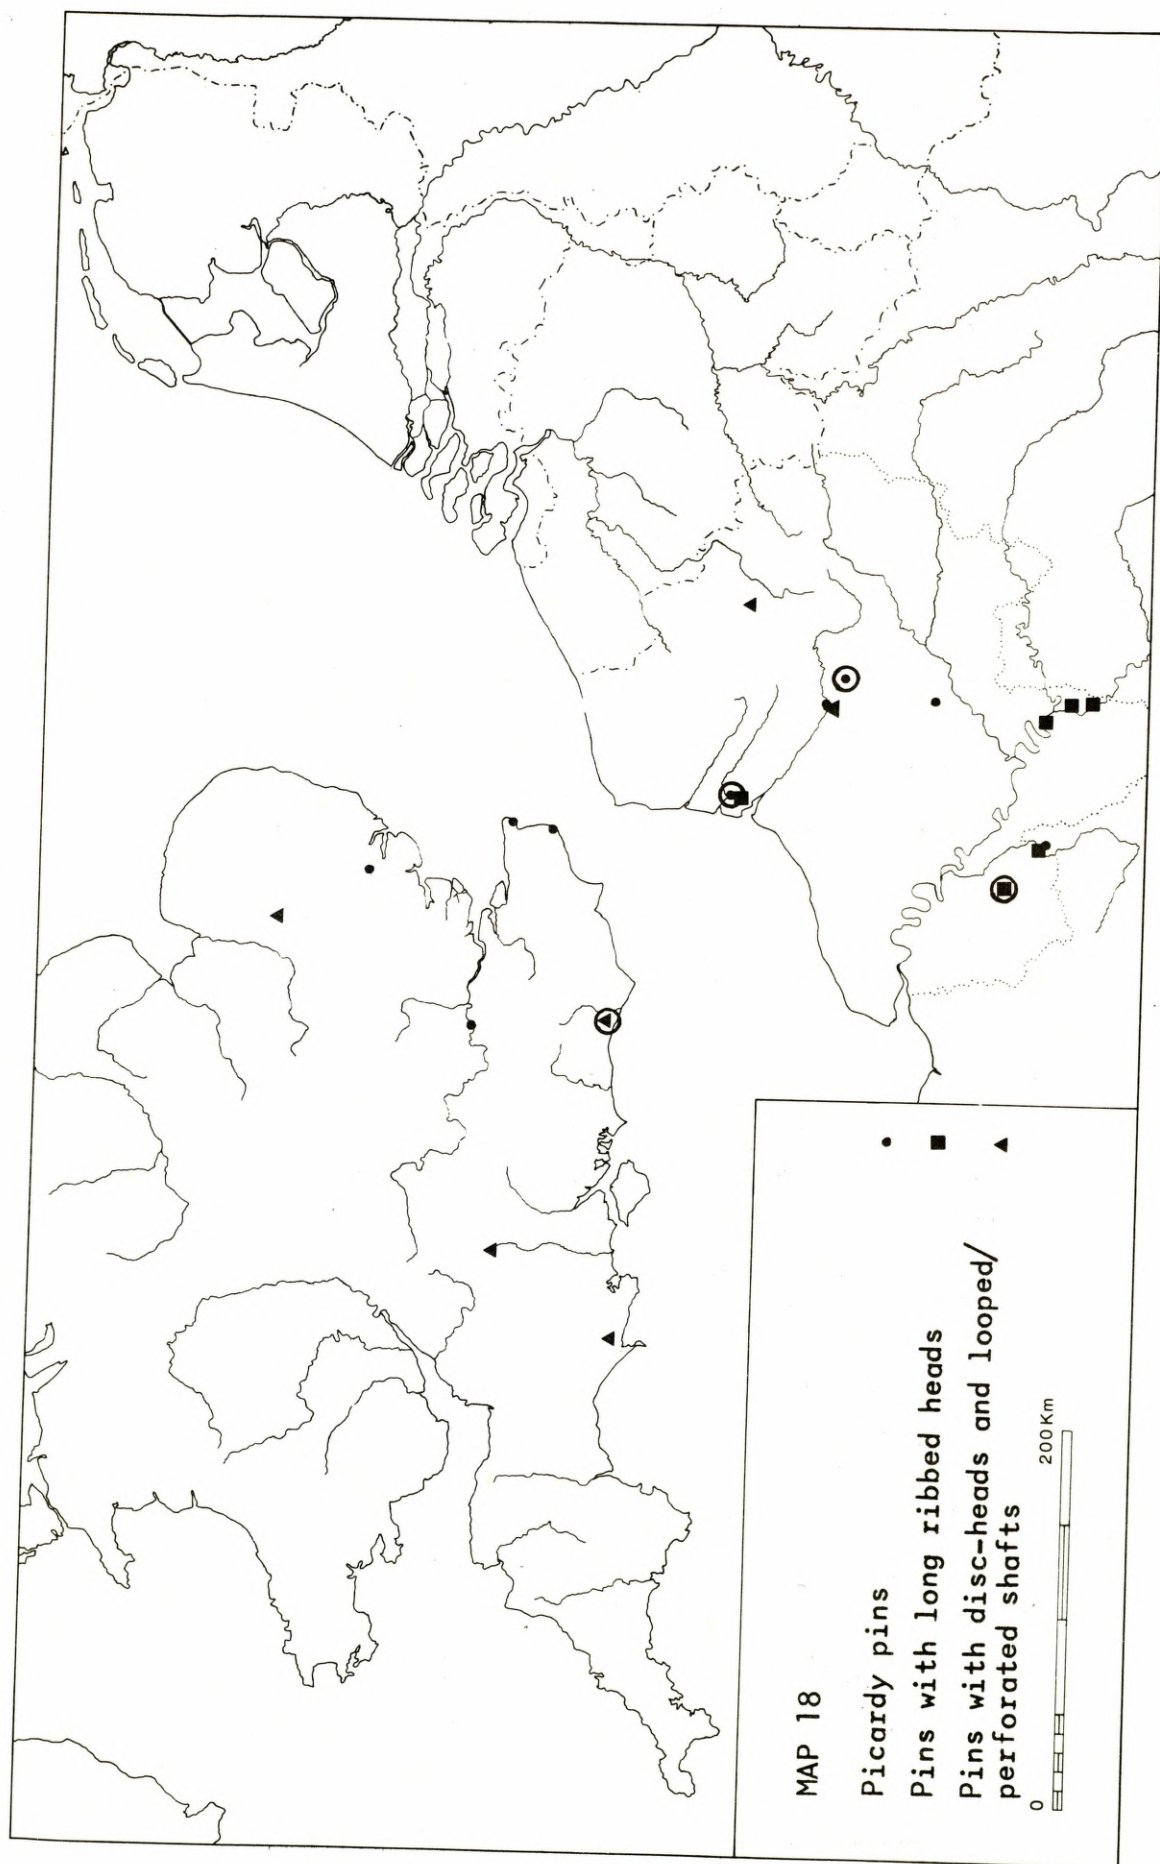 MAP 18
Picardy pins
Pins with long ribbed heads
Pins with disc-heads and looped/
perforated shafts
0 200Km